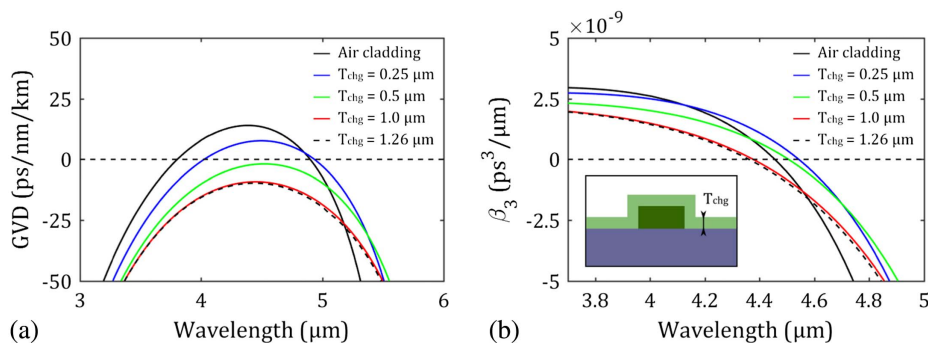 (a)
GVD (ps/nm/km)
50
25
0
-25
-50
3
4
5
6
Wavelength (μm)
Air cladding
Tchg = 0.25 μm
Tchg = 0.5 μm
Tchg = 1.0 μm
Tchg = 1.26 μm
(b)
β3 (ps³/μm)
×10⁻⁹
5
2.5
0
-2.5
-5
3.8
4
4.2
4.4
4.6
4.8
5
Wavelength (μm)
Air cladding
Tchg = 0.25 μm
Tchg = 0.5 μm
Tchg = 1.0 μm
Tchg = 1.26 μm
Tchg